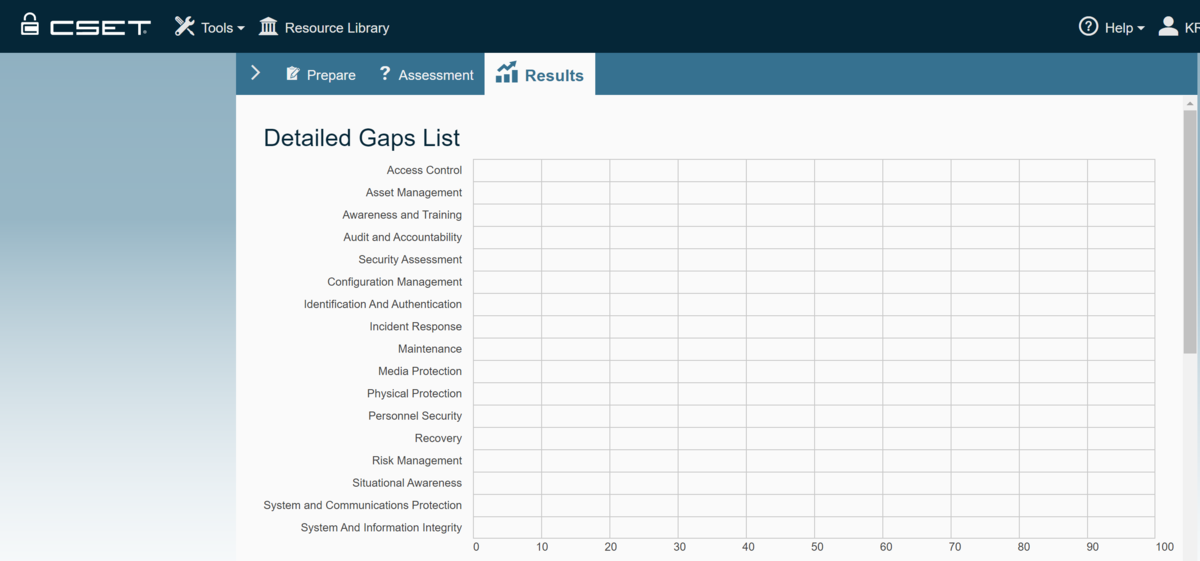 CSET Tools Resource Library Help KR
Prepare ? Assessment Results
Detailed Gaps List
Access Control
Asset Management
Awareness and Training
Audit and Accountability
Security Assessment
Configuration Management
Identification And Authentication
Incident Response
Maintenance
Media Protection
Physical Protection
Personnel Security
Recovery
Risk Management
Situational Awareness
System and Communications Protection
System And Information Integrity
0 10 20 30 40 50 60 70 80 90 100